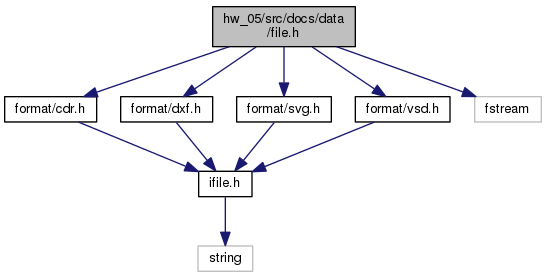 hw_05/src/docs/data
/file.h
format/cdr.h
format/dxf.h
format/svg.h
format/vsd.h
fstream
ifile.h
string